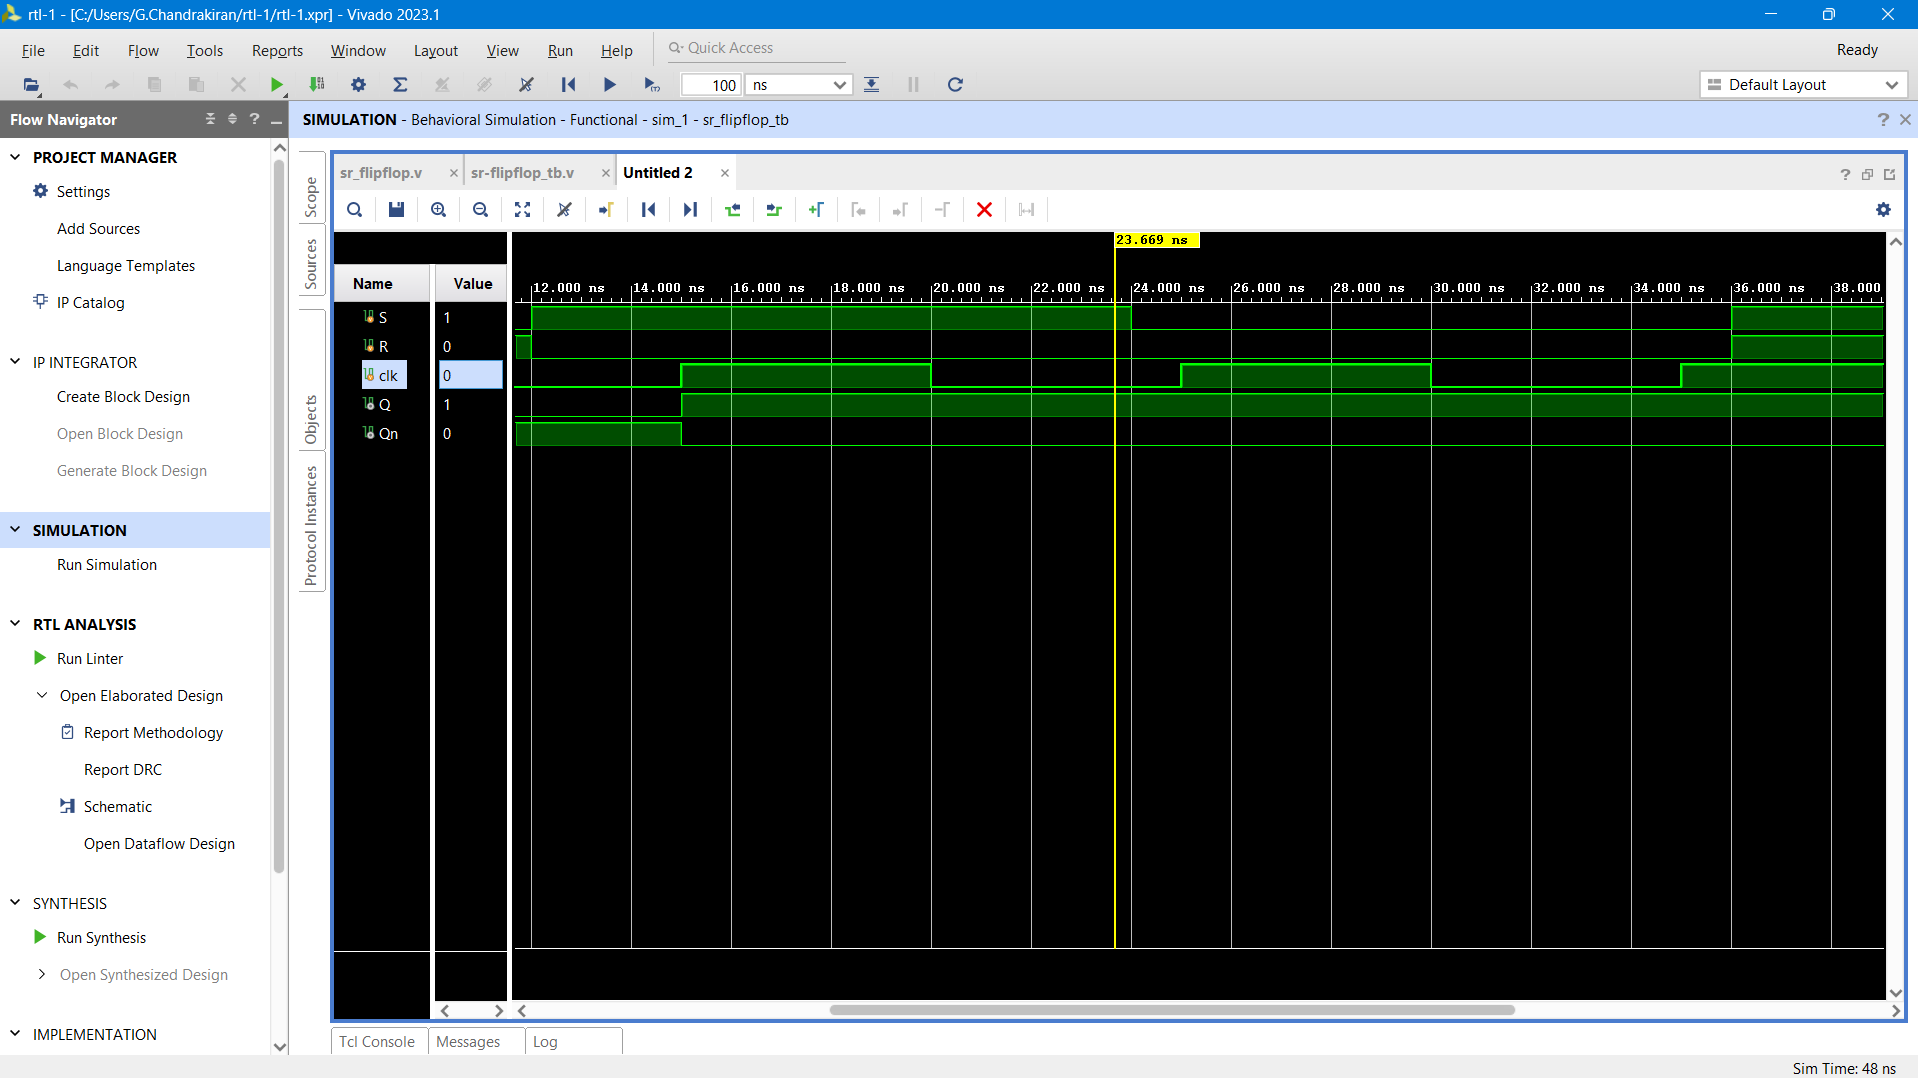 rtl-1 - [C:/Users/G.Chandrakiran/rtl-1/rtl-1.xpr] - Vivado 2023.1
File Edit Flow Tools Reports Window Layout View Run Help Quick Access Ready
100 ns Default Layout
Flow Navigator
PROJECT MANAGER
Settings
Add Sources
Language Templates
IP Catalog
IP INTEGRATOR
Create Block Design
Open Block Design
Generate Block Design
SIMULATION
Run Simulation
RTL ANALYSIS
Run Linter
Open Elaborated Design
Report Methodology
Report DRC
Schematic
Open Dataflow Design
SYNTHESIS
Run Synthesis
Open Synthesized Design
IMPLEMENTATION
SIMULATION - Behavioral Simulation - Functional - sim_1 - sr_flipflop_tb
Scope
Sources
Objects
Protocol Instances
sr_flipflop.v sr-flipflop_tb.v Untitled 2
23.669 ns
Name Value
12.000 ns 14.000 ns 16.000 ns 18.000 ns 20.000 ns 22.000 ns 24.000 ns 26.000 ns 28.000 ns 30.000 ns 32.000 ns 34.000 ns 36.000 ns 38.000
S 1
R 0
clk 0
Q 1
Qn 0
Tcl Console Messages Log
Sim Time: 48 ns